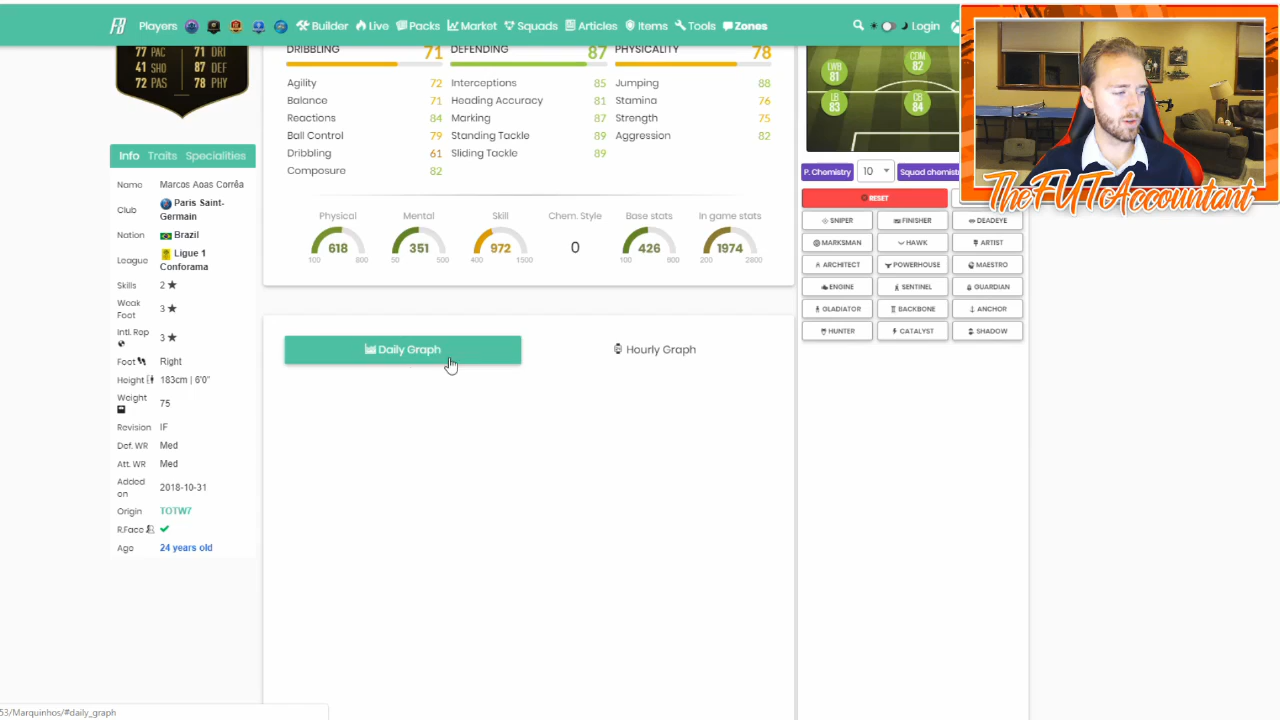 FB Players Builder Live Packs Market Squads Articles Items Tools Zones Login
77 PAC 71 DRI
41 SHO 87 DEF
72 PAS 78 PHY
DRIBBLING 71 DEFENDING 87 PHYSICALITY 78
Agility 72 Interceptions 85 Jumping 88
Balance 71 Heading Accuracy 81 Stamina 76
Reactions 84 Marking 87 Strength 75
Ball Control 79 Standing Tackle 89 Aggression 82
Dribbling 61 Sliding Tackle 89
Composure 82
LWB 81 CDM 82
LB 83 CB 84
Info Traits Specialities
Name Marcos Aoas Corrêa
Club Paris Saint-
Germain
Nation Brazil
League Ligue 1
Conforama
Skills 2
Weak
Foot 3
Intl. Rep 3
Foot Right
Height 183cm | 6'0"
Weight 75
Revision IF
Def. WR Med
Att. WR Med
Added
on 2018-10-31
Origin TOTW7
R.Face
Age 24 years old
Physical Mental Skill Chem. Style Base stats In game stats
618 351 972 0 426 1974
100 800 50 500 400 1500 100 600 200 2800
Daily Graph Hourly Graph
P. Chemistry 10 Squad chemist
RESET
SNIPER FINISHER DEADEYE
MARKSMAN HAWK ARTIST
ARCHITECT POWERHOUSE MAESTRO
ENGINE SENTINEL GUARDIAN
GLADIATOR BACKBONE ANCHOR
HUNTER CATALYST SHADOW
TheFUTAccountant
53/Marquinhos/#daily_graph